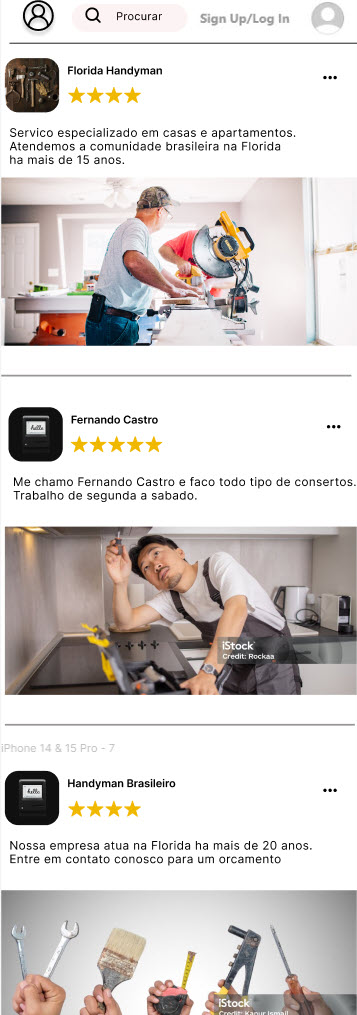 Procurar
Sign Up/Log In
Florida Handyman
Servico especializado em casas e apartamentos.
Atendemos a comunidade brasileira na Florida
ha mais de 15 anos.
hello
Fernando Castro
Me chamo Fernando Castro e faco todo tipo de consertos.
Trabalho de segunda a sabado.
iStock
Credit: Rockaa
iPhone 14 & 15 Pro - 7
hello
Handyman Brasileiro
Nossa empresa atua na Florida ha mais de 20 anos.
Entre em contato conosco para um orcamento
iStock
Credit: Kanur Ismail